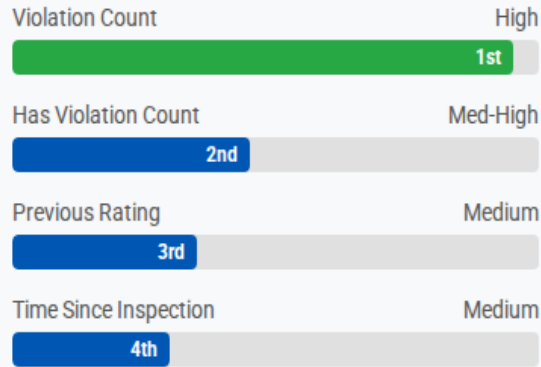 Violation Count High
1st
Has Violation Count Med-High
2nd
Previous Rating Medium
3rd
Time Since Inspection Medium
4th